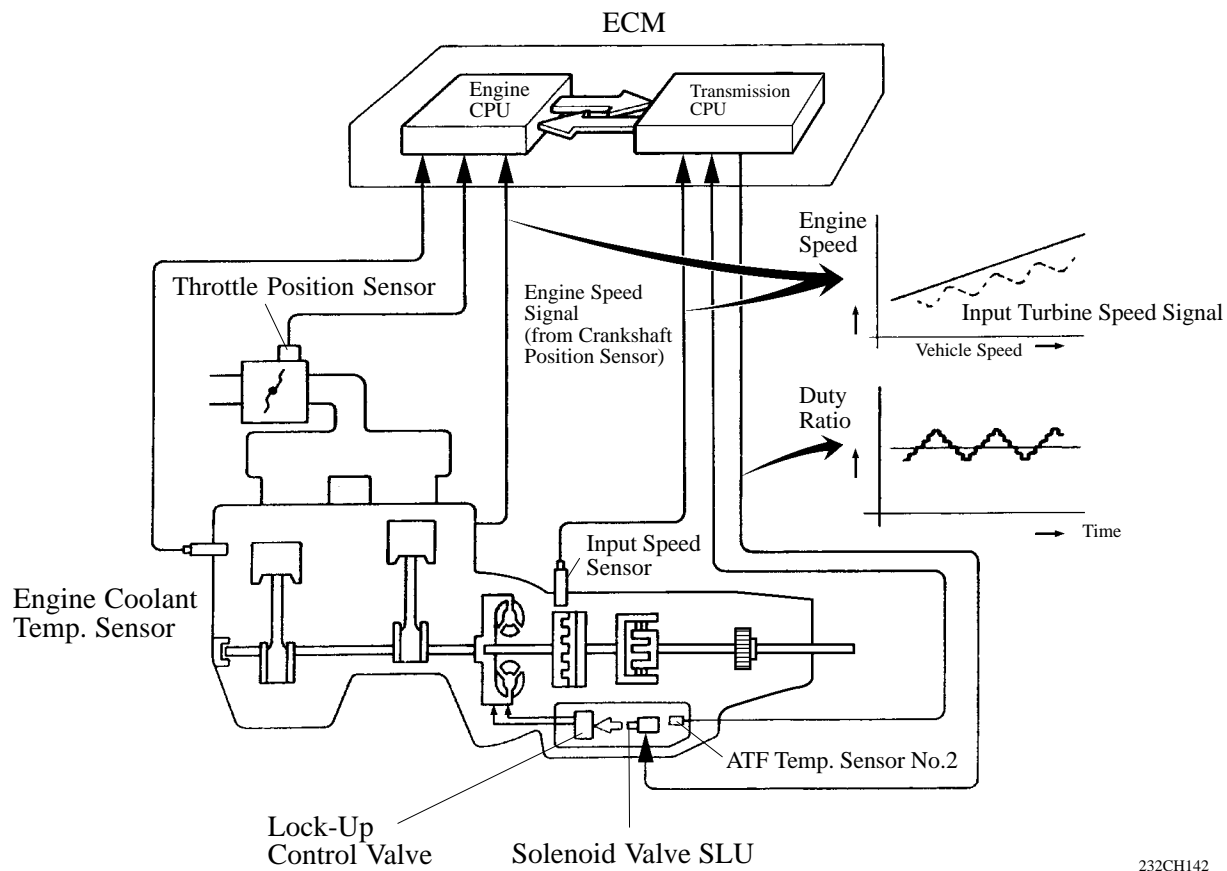 ECM
Engine
CPU
Transmission
CPU
Throttle Position Sensor
Engine Speed
Signal
(from Crankshaft
Position Sensor)
Engine
Speed
Input Turbine Speed Signal
Vehicle Speed
Duty
Ratio
Time
Input Speed
Sensor
Engine Coolant
Temp. Sensor
ATF Temp. Sensor No.2
Lock-Up
Control Valve
Solenoid Valve SLU
232CH142